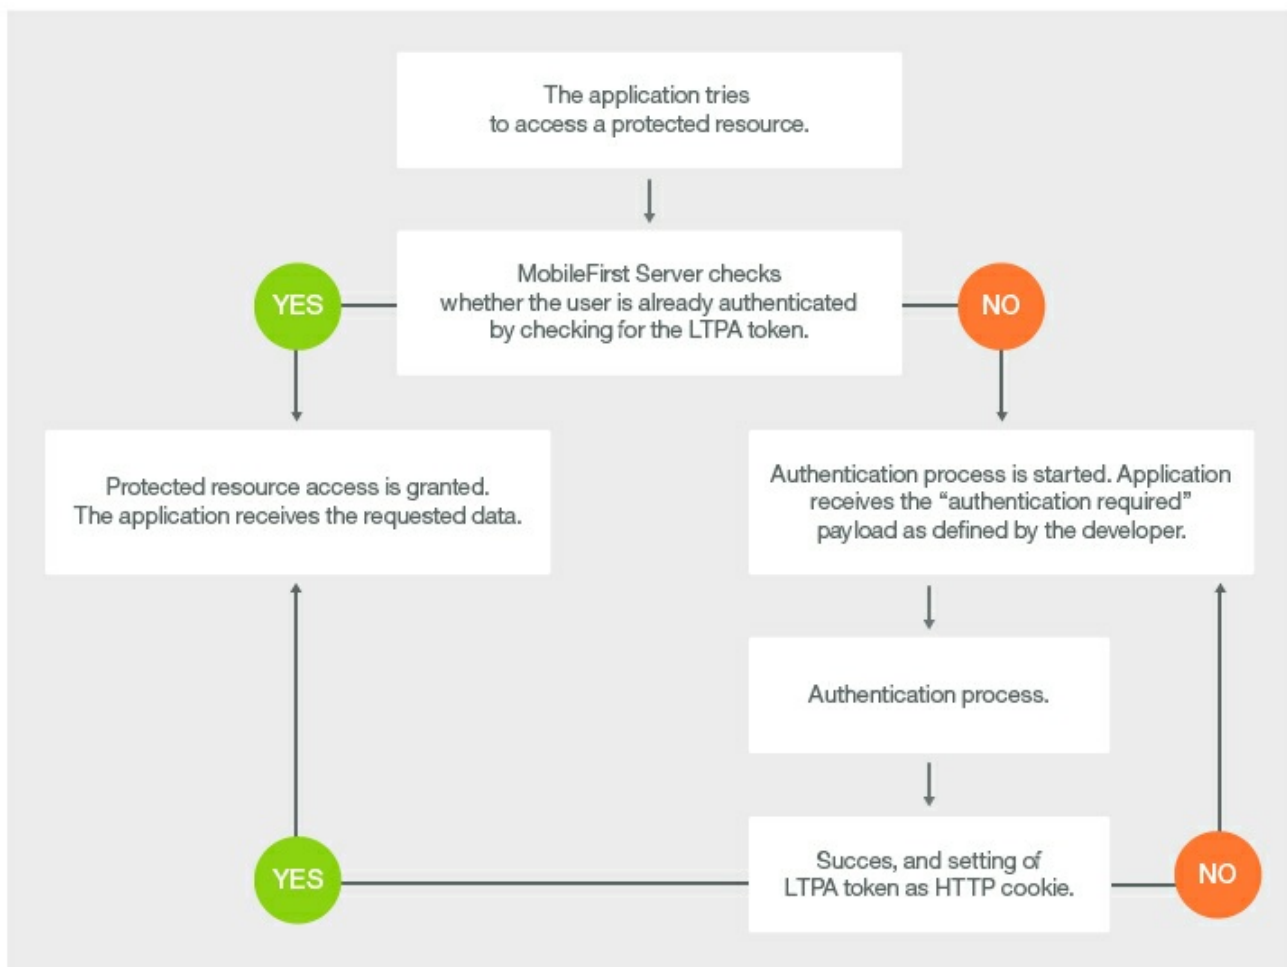 The application tries
to access a protected resource.
MobileFirst Server checks
whether the user is already authenticated
by checking for the LTPA token.
YES
NO
Protected resource access is granted.
The application receives the requested data.
Authentication process is started. Application
receives the “authentication required”
payload as defined by the developer.
Authentication process.
Succes, and setting of
LTPA token as HTTP cookie.
YES
NO